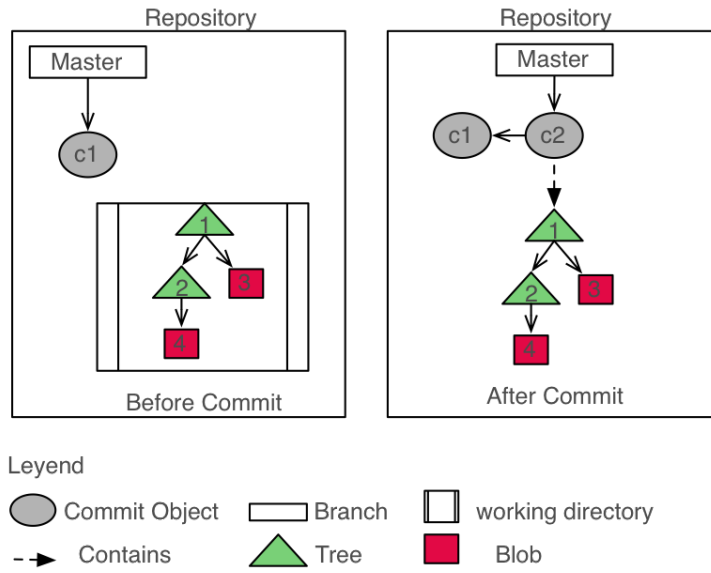 Repository
Master
c1
1
2
3
4
Before Commit
Repository
Master
c1
c2
1
2
3
4
After Commit
Leyend
Commit Object
Branch
working directory
Contains
Tree
Blob